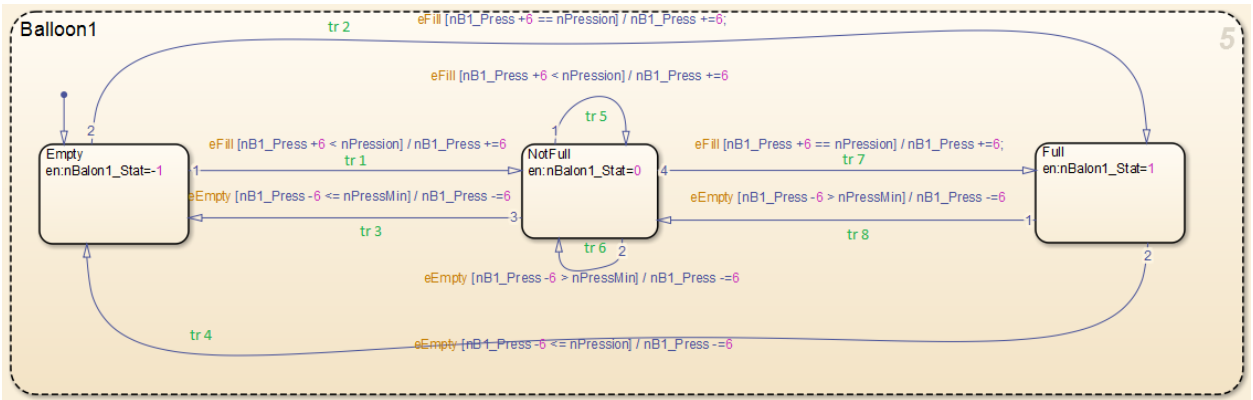 eFill [nB1_Press +6 == nPression] / nB1_Press +=6;
Balloon1
tr 2
5
eFill [nB1_Press +6 < nPression] / nB1_Press +=6
2
1
tr 5
eFill [nB1_Press +6 < nPression] / nB1_Press +=6
eFill [nB1_Press +6 == nPression] / nB1_Press +=6;
Empty
en:nBalon1_Stat=-1
tr 1
1
NotFull
en:nBalon1_Stat=0
tr 7
4
Full
en:nBalon1_Stat=1
eEmpty [nB1_Press -6 <= nPressMin] / nB1_Press -=6
eEmpty [nB1_Press -6 > nPressMin] / nB1_Press -=6
3
1
tr 3
tr 6
2
tr 8
2
eEmpty [nB1_Press -6 > nPressMin] / nB1_Press -=6
tr 4
eEmpty [nB1_Press -6 <= nPression] / nB1_Press -=6